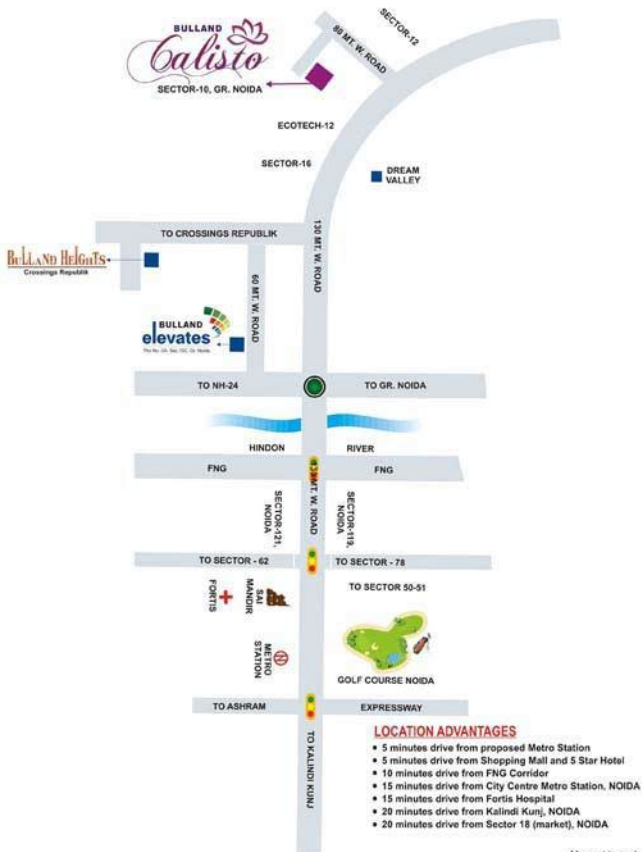 SECTOR-12
80 MT. W. ROAD
BULLAND
Calisto
SECTOR-10, GR. NOIDA
ECOTECH-12
SECTOR-16
DREAM
VALLEY
TO CROSSINGS REPUBLIK
130 MT. W. ROAD
BULLAND HEIGHTS
Crossings Republik
60 MT. W. ROAD
BULLAND
elevates
TO NH-24
TO GR. NOIDA
HINDON
RIVER
FNG
FNG
MT. W. ROAD
SECTOR-121,
NOIDA
SECTOR-119,
NOIDA
TO SECTOR - 62
TO SECTOR - 78
TO SECTOR 50-51
FORTIS
SAI
MANDIR
METRO
STATION
GOLF COURSE NOIDA
TO ASHRAM
EXPRESSWAY
TO KALINDI KUNJ
LOCATION ADVANTAGES
• 5 minutes drive from proposed Metro Station
• 5 minutes drive from Shopping Mall and 5 Star Hotel
• 10 minutes drive from FNG Corridor
• 15 minutes drive from City Centre Metro Station, NOIDA
• 15 minutes drive from Fortis Hospital
• 20 minutes drive from Kalindi Kunj, NOIDA
• 20 minutes drive from Sector 18 (market), NOIDA